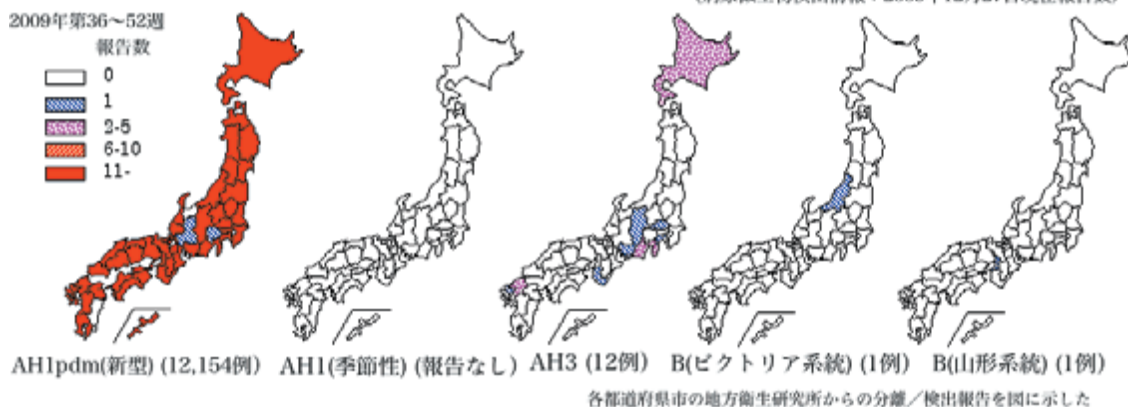 2009年第36～52週
報告数
0
1
2-5
6-10
11-
AH1pdm(新型) (12,154例)
AH1(季節性) (報告なし)
AH3 (12例)
B(ビクトリア系統) (1例)
B(山形系統) (1例)
各都道府県市の地方衛生研究所からの分離／検出報告を図に示した